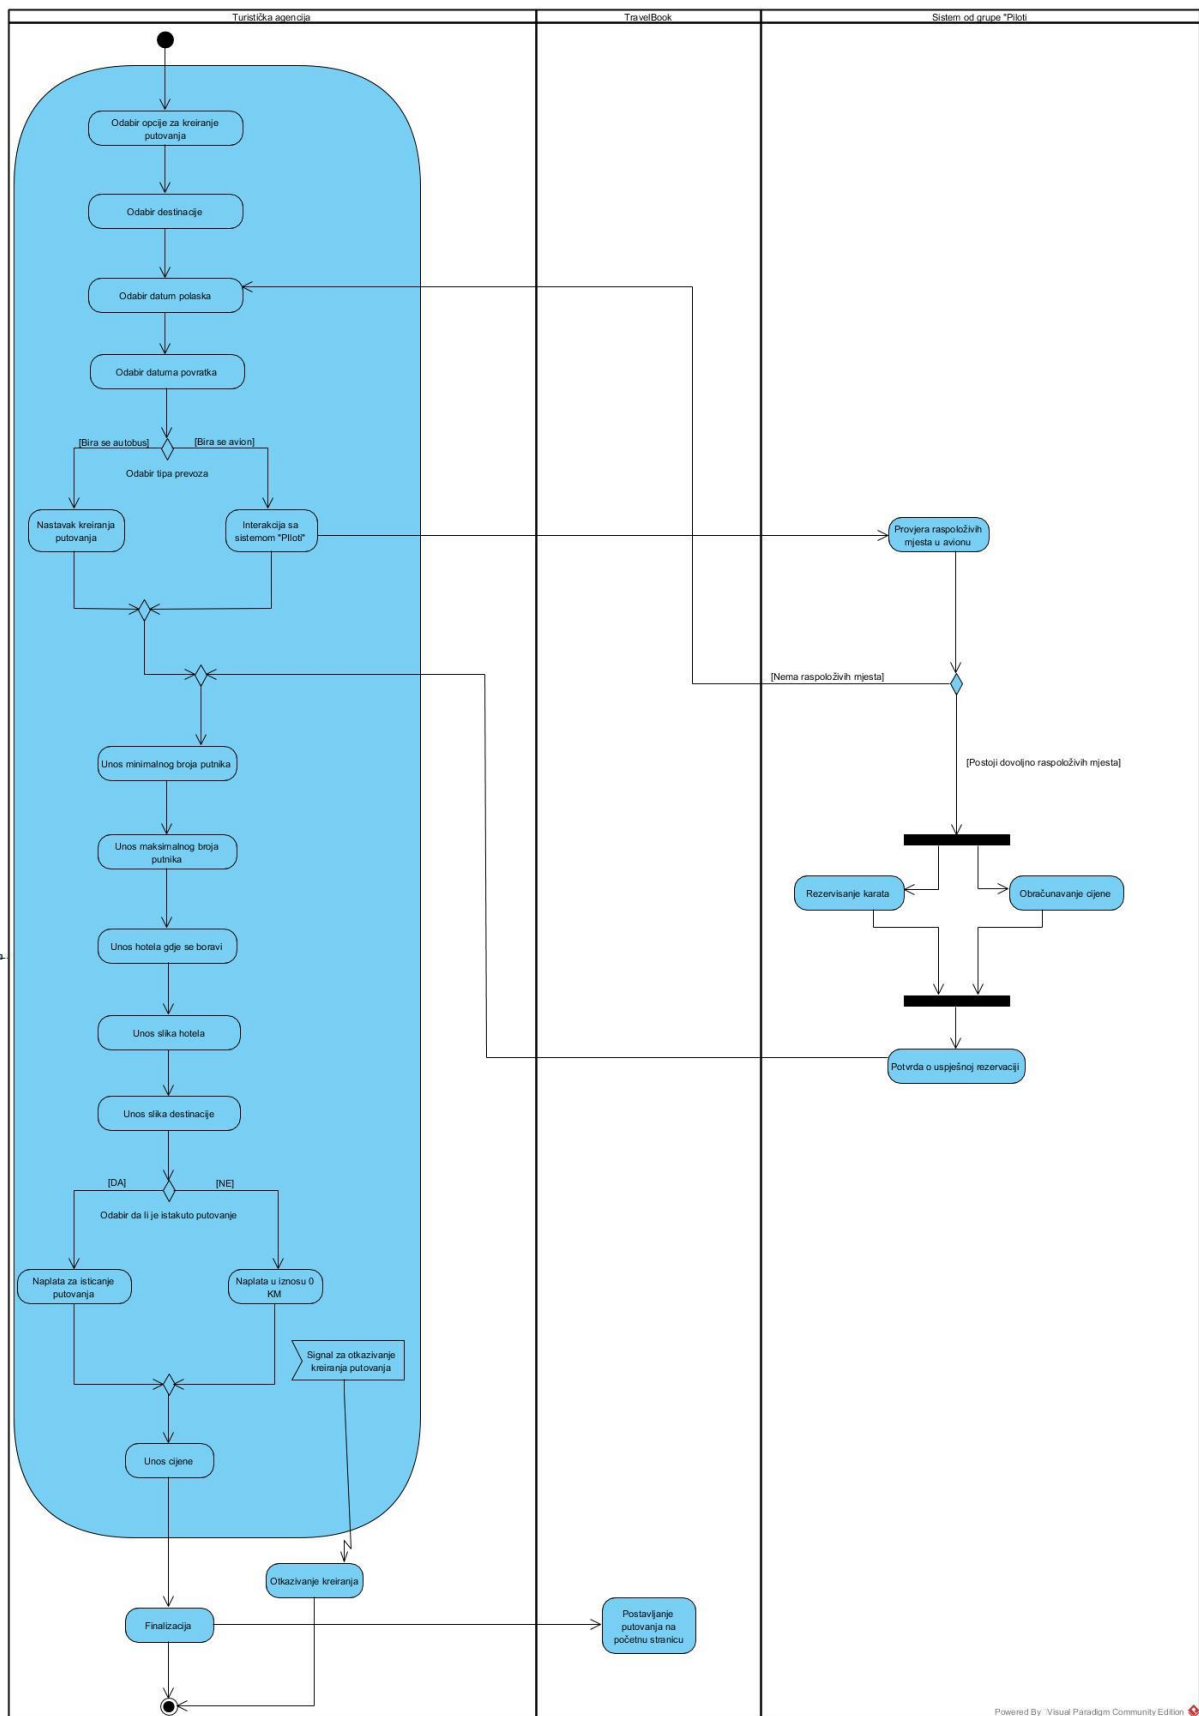 Turistička agencija
TravelBook
Sistem od grupe "Piloti
Odabir opcije za kreiranje
putovanja
Odabir destinacije
Odabir datum polaska
Odabir datuma povratka
[Bira se autobus]
[Bira se avion]
Odabir tipa prevoza
Nastavak kreiranja
putovanja
Interakcija sa
sistemom "PIloti"
Provjera raspoloživih
mjesta u avionu
[Nema raspoloživih mjesta]
[Postoji dovoljno raspoloživih mjesta]
Unos minimalnog broja putnika
Unos maksimalnog broja
putnika
Rezervisanje karata
Obračunavanje cijene
Unos hotela gdje se boravi
Unos slika hotela
Potvrda o uspješnoj rezervaciji
Unos slika destinacije
[DA]
[NE]
Odabir da li je istakuto putovanje
Naplata za isticanje
putovanja
Naplata u iznosu 0
KM
Signal za otkazivanje
kreiranja putovanja
Unos cijene
Otkazivanje kreiranja
Finalizacija
Postavljanje
putovanja na
početnu stranicu
Powered By Visual Paradigm Community Edition